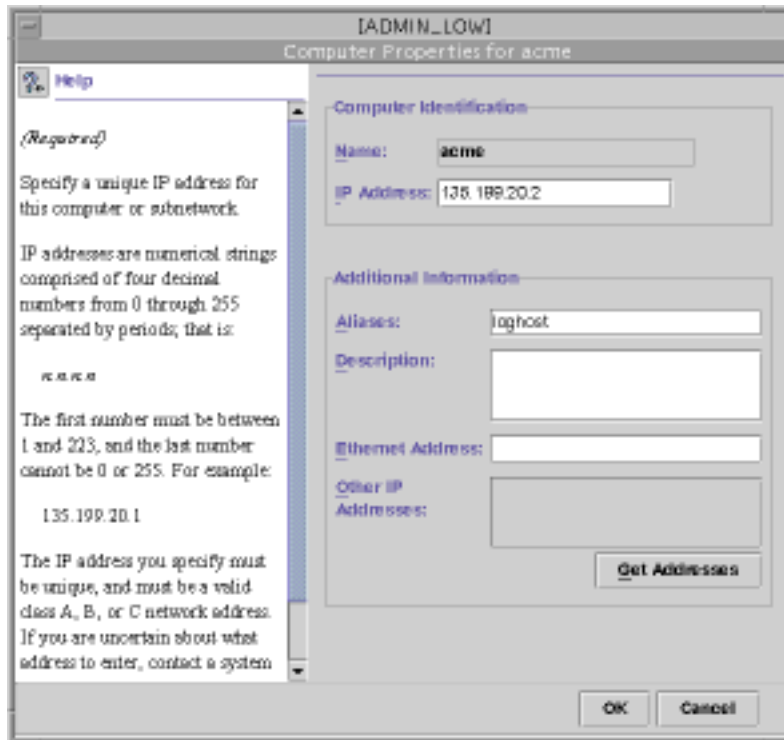 [ADMIN_LOW]
Computer Properties for acme
Help
(Required)
Specify a unique IP address for
this computer or subnetwork.
IP addresses are numerical strings
comprised of four decimal
numbers from 0 through 255
separated by periods; that is:
n.n.n.n
The first number must be between
1 and 223, and the last number
cannot be 0 or 255. For example:
135.199.20.1
The IP address you specify must
be unique, and must be a valid
class A, B, or C network address.
If you are uncertain about what
address to enter, contact a system
Computer Identification
Name: acme
IP Address: 135.199.20.2
Additional Information
Aliases: loghost
Description:
Ethernet Address:
Other IP
Addresses:
Get Addresses
OK Cancel